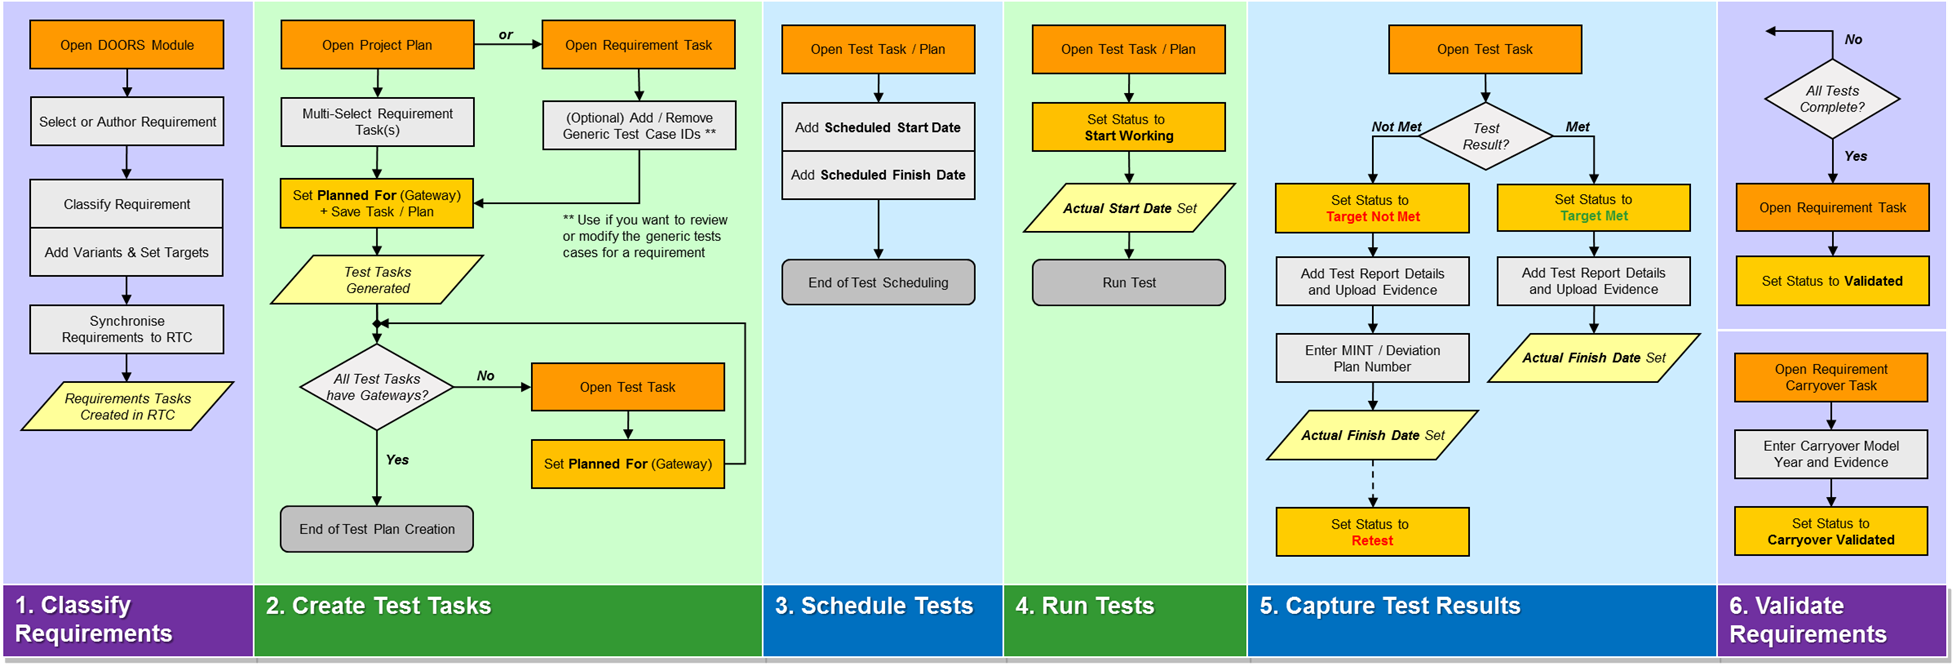 Open DOORS Module
Select or Author Requirement
Classify Requirement
Add Variants & Set Targets
Synchronise
Requirements to RTC
Requirements Tasks
Created in RTC
1. Classify
Requirements
Open Project Plan
or
Open Requirement Task
Multi-Select Requirement
Task(s)
(Optional) Add / Remove
Generic Test Case IDs **
Set Planned For (Gateway)
+ Save Task / Plan
** Use if you want to review
or modify the generic tests
cases for a requirement
Test Tasks
Generated
All Test Tasks
have Gateways?
No
Open Test Task
Set Planned For (Gateway)
Yes
End of Test Plan Creation
2. Create Test Tasks
Open Test Task / Plan
Add Scheduled Start Date
Add Scheduled Finish Date
End of Test Scheduling
3. Schedule Tests
Open Test Task / Plan
Set Status to
Start Working
Actual Start Date Set
Run Test
4. Run Tests
Open Test Task
Test
Result?
Not Met
Met
Set Status to
Target Not Met
Add Test Report Details
and Upload Evidence
Enter MINT / Deviation
Plan Number
Actual Finish Date Set
Set Status to
Retest
Set Status to
Target Met
Add Test Report Details
and Upload Evidence
Actual Finish Date Set
5. Capture Test Results
No
All Tests
Complete?
Yes
Open Requirement Task
Set Status to Validated
Open Requirement
Carryover Task
Enter Carryover Model
Year and Evidence
Set Status to
Carryover Validated
6. Validate
Requirements